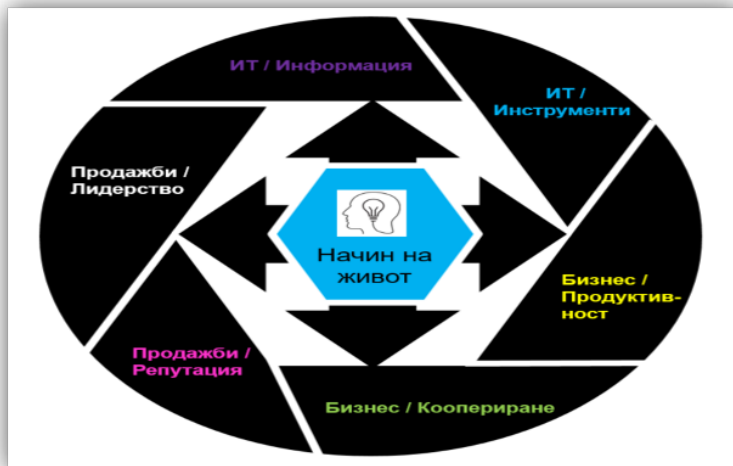 ИТ / Информация
ИТ /
Инструменти
Продажби /
Лидерство
Начин на
живот
Бизнес /
Продуктив-
ност
Продажби /
Репутация
Бизнес / Коопериране